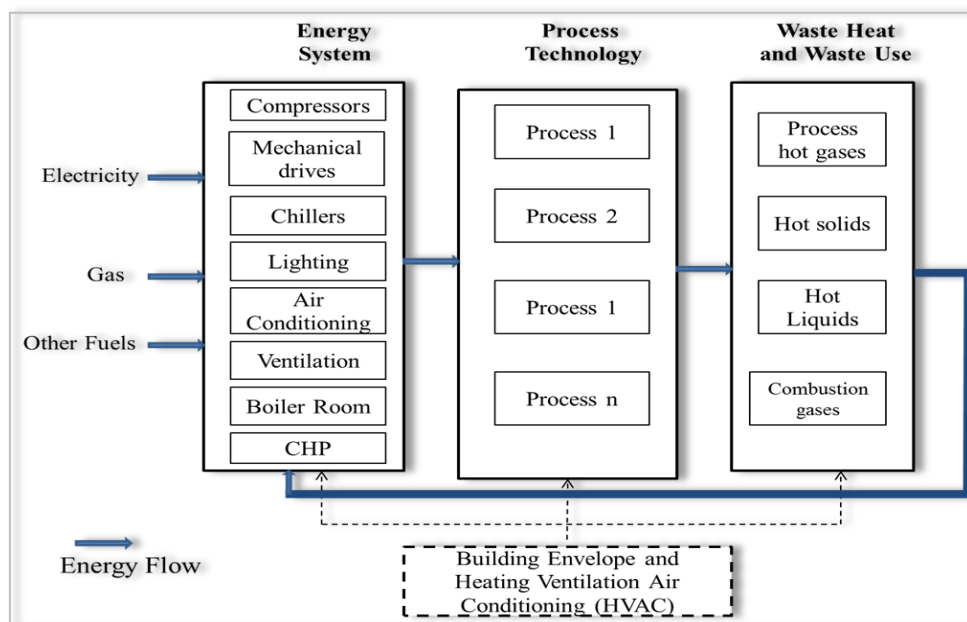 Energy
System
Process
Technology
Waste Heat
and Waste Use
Electricity
Gas
Other Fuels
Compressors
Mechanical
drives
Chillers
Lighting
Air
Conditioning
Ventilation
Boiler Room
CHP
Process 1
Process 2
Process 1
Process n
Process
hot gases
Hot solids
Hot
Liquids
Combustion
gases
Energy Flow
Building Envelope and
Heating Ventilation Air
Conditioning (HVAC)